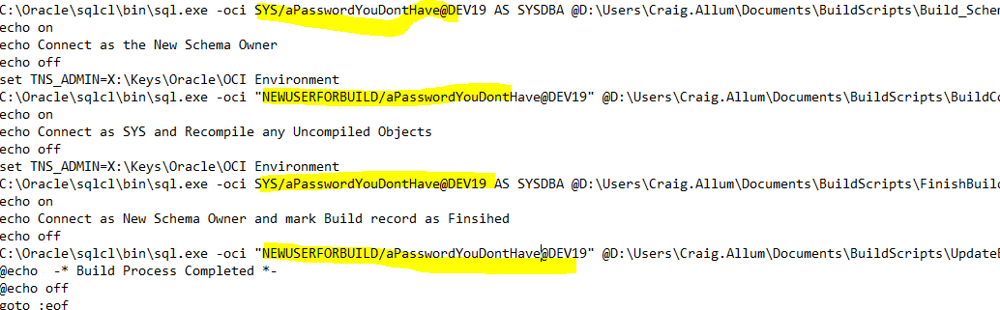 C:\Oracle\sqlcl\bin\sql.exe -oci SYS/aPasswordYouDontHave@DEV19 AS SYSDBA @D:\Users\Craig.Allum\Documents\BuildScripts\Build_Schem
echo on
echo Connect as the New Schema Owner
echo off
set TNS_ADMIN=X:\Keys\Oracle\OCI Environment
C:\Oracle\sqlcl\bin\sql.exe -oci "NEWUSERFORBUILD/aPasswordYouDontHave@DEV19" @D:\Users\Craig.Allum\Documents\BuildScripts\BuildCo
echo on
echo Connect as SYS and Recompile any Uncompiled Objects
echo off
set TNS_ADMIN=X:\Keys\Oracle\OCI Environment
C:\Oracle\sqlcl\bin\sql.exe -oci SYS/aPasswordYouDontHave@DEV19 AS SYSDBA @D:\Users\Craig.Allum\Documents\BuildScripts\FinishBuild
echo on
echo Connect as New Schema Owner and mark Build record as Finsihed
echo off
C:\Oracle\sqlcl\bin\sql.exe -oci "NEWUSERFORBUILD/aPasswordYouDontHave@DEV19" @D:\Users\Craig.Allum\Documents\BuildScripts\UpdateB
@echo  -* Build Process Completed *-
@echo off
goto :eof